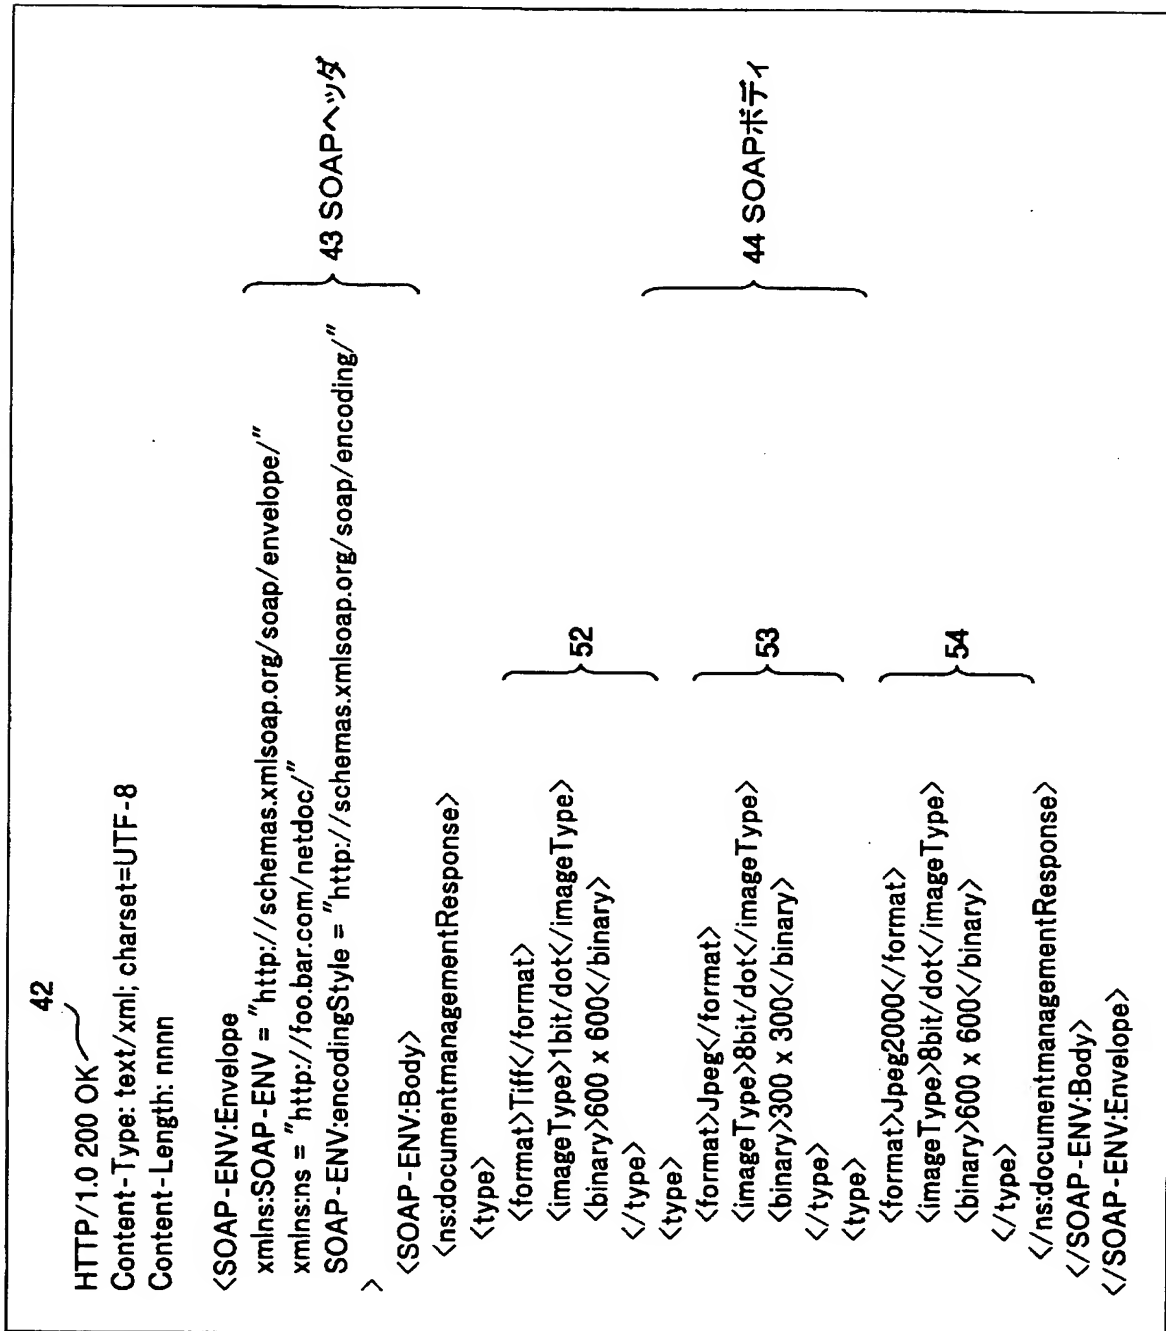 42
HTTP/1.0 200 OK
Content-Type: text/xml; charset=UTF-8
Content-Length: nnnn
<SOAP-ENV:Envelope
xmlns:SOAP-ENV = "http://schemas.xmlsoap.org/soap/envelope/"
xmlns:ns = "http://foo.bar.com/netdoc/"
SOAP-ENV:encodingStyle = "http://schemas.xmlsoap.org/soap/encoding/"
>
43 SOAPヘッダ
<SOAP-ENV:Body>
<ns:documentmanagementResponse>
<type>
<format>Tiff</format>
<imageType>1bit/dot</imageType>
<binary>600 x 600</binary>
</type>
52
<type>
<format>Jpeg</format>
<imageType>8bit/dot</imageType>
<binary>300 x 300</binary>
</type>
53
44 SOAPボディ
<type>
<format>Jpeg2000</format>
<imageType>8bit/dot</imageType>
<binary>600 x 600</binary>
</type>
54
</ns:documentmanagementResponse>
</SOAP-ENV:Body>
</SOAP-ENV:Envelope>